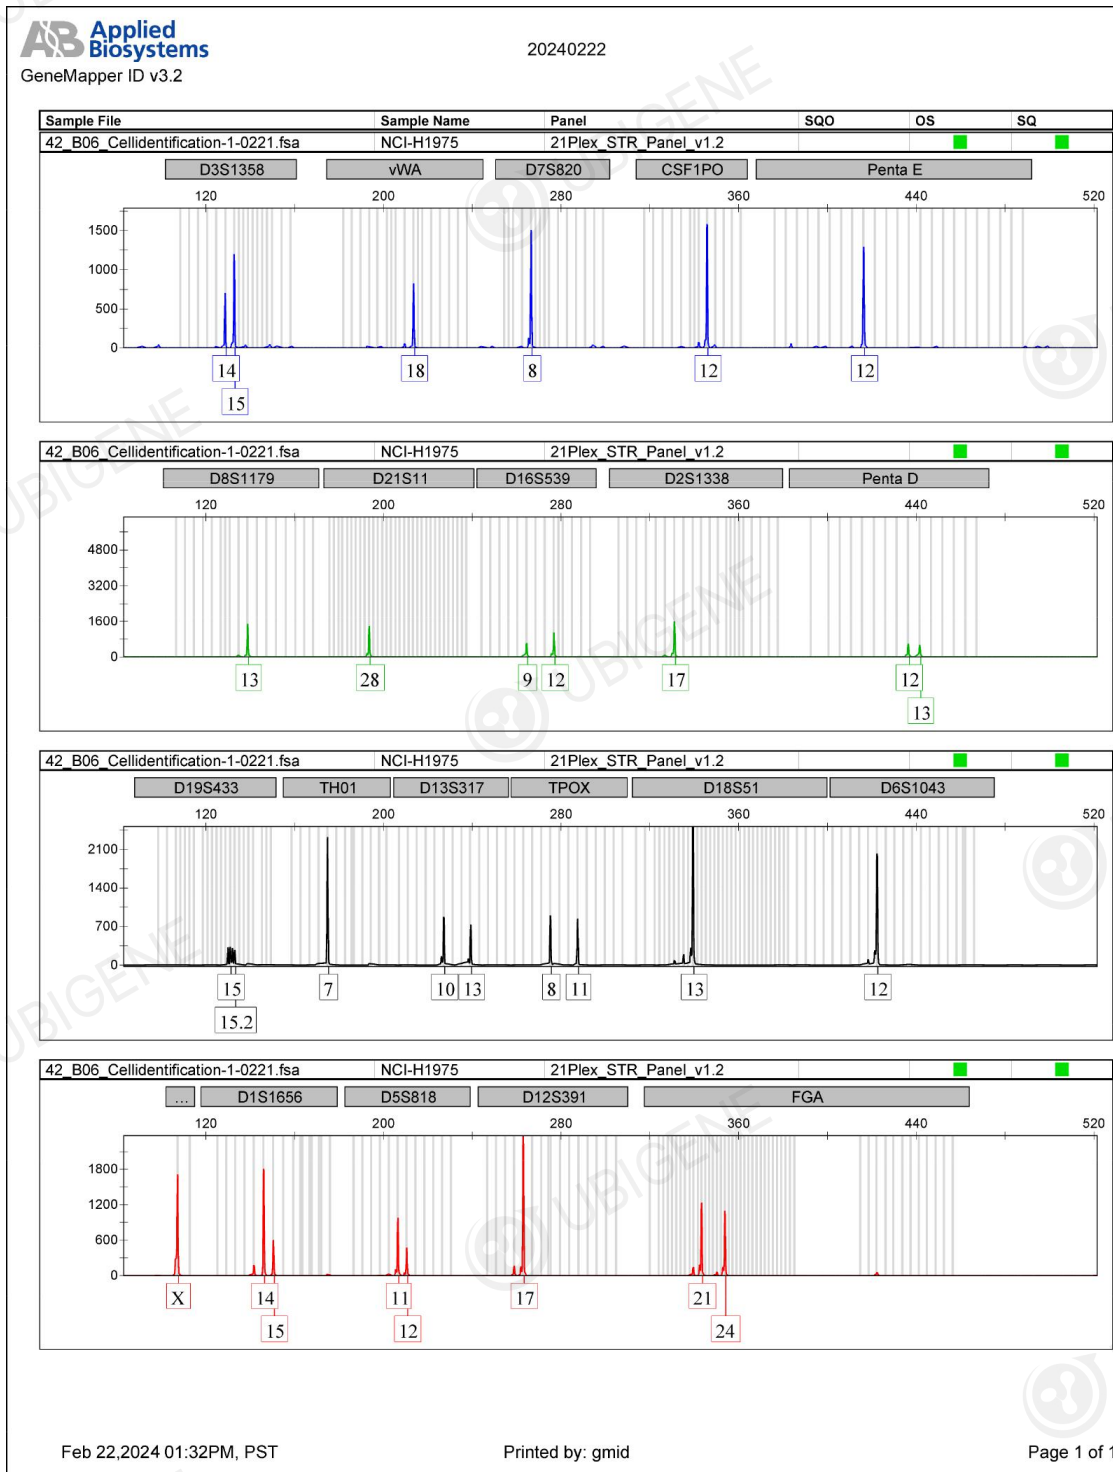 AB Applied Biosystems
20240222
GeneMapper ID v3.2
Sample File Sample Name Panel SQO OS SQ
42_B06_Cellidentification-1-0221.fsa NCI-H1975 21Plex_STR_Panel_v1.2
D3S1358 vWA D7S820 CSF1PO Penta E
120 200 280 360 440 520
1500
1000
500
0
14 18 8 12 12
15
42_B06_Cellidentification-1-0221.fsa NCI-H1975 21Plex_STR_Panel_v1.2
D8S1179 D21S11 D16S539 D2S1338 Penta D
120 200 280 360 440 520
4800
3200
1600
0
13 28 9 12 17 12
13
42_B06_Cellidentification-1-0221.fsa NCI-H1975 21Plex_STR_Panel_v1.2
D19S433 TH01 D13S317 TPOX D18S51 D6S1043
120 200 280 360 440 520
2100
1400
700
0
15 7 10 13 8 11 13 12
15.2
42_B06_Cellidentification-1-0221.fsa NCI-H1975 21Plex_STR_Panel_v1.2
... D1S1656 D5S818 D12S391 FGA
120 200 280 360 440 520
1800
1200
600
0
X 14 11 17 21
15 12 24
Feb 22,2024 01:32PM, PST Printed by: gmid Page 1 of 1
UBIGENE
UBIGENE
UBIGENE
UBIGENE
UBIGENE